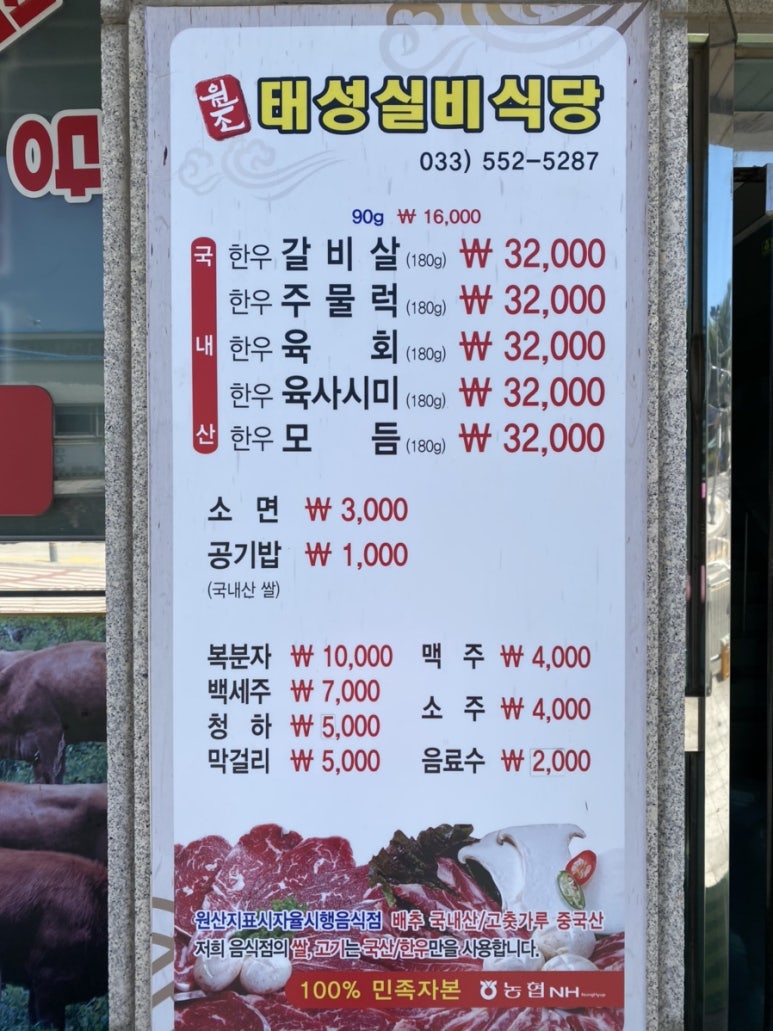 원조 태성실비식당
033) 552-5287
90g ₩ 16,000
국내산
한우 갈비살 (180g) ₩ 32,000
한우 주물럭 (180g) ₩ 32,000
한우 육회 (180g) ₩ 32,000
한우 육사시미 (180g) ₩ 32,000
한우 모듬 (180g) ₩ 32,000
소면 ₩ 3,000
공기밥 ₩ 1,000
(국내산 쌀)
복분자 ₩ 10,000
백세주 ₩ 7,000
청하 ₩ 5,000
막걸리 ₩ 5,000
맥주 ₩ 4,000
소주 ₩ 4,000
음료수 ₩ 2,000
원산지표시자율시행음식점 배추 국내산/고춧가루 중국산
저희 음식점의 쌀,고기는 국산/한우만을 사용합니다.
100% 민족자본 농협 NH NongHyup